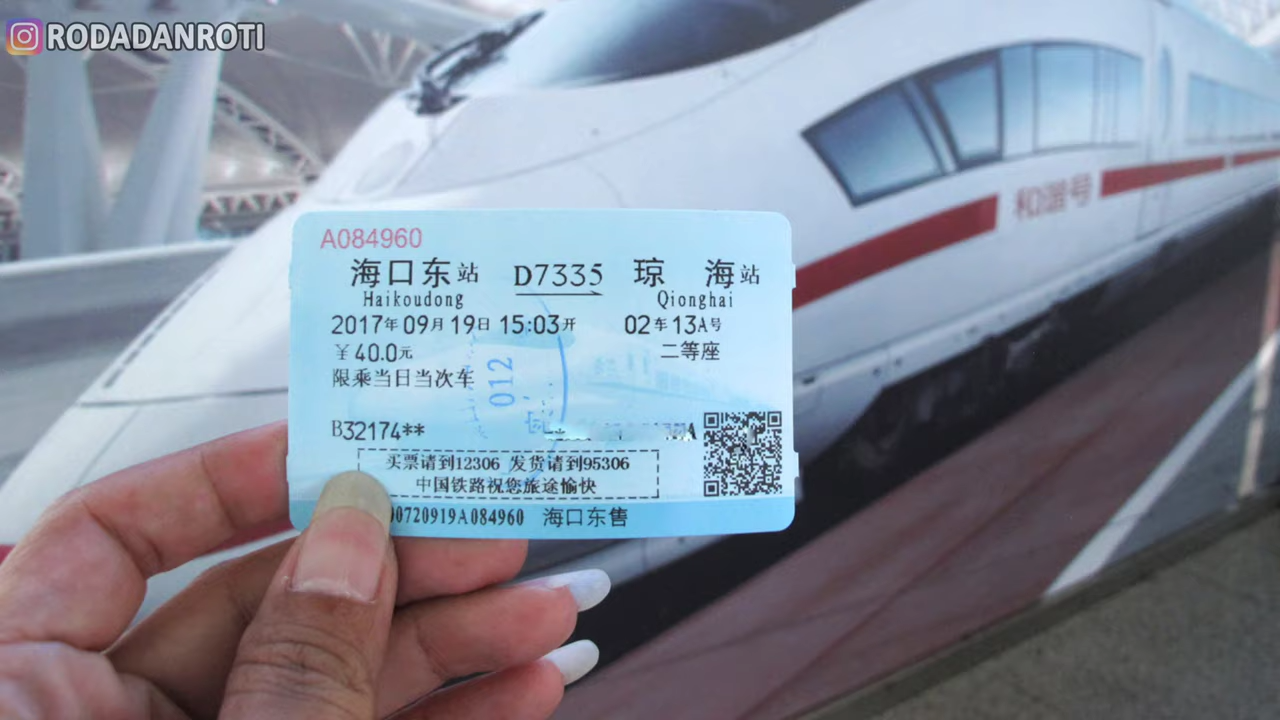 RODADANROTI
和谐号
A084960
海口东站 D7335 琼 海站
Haikoudong Qionghai
2017年09月19日 15:03开 02车13A号
￥40.0元 二等座
限乘当日当次车
012
B32174**
买票请到12306 发货请到95306
中国铁路祝您旅途愉快
00720919A084960 海口东售